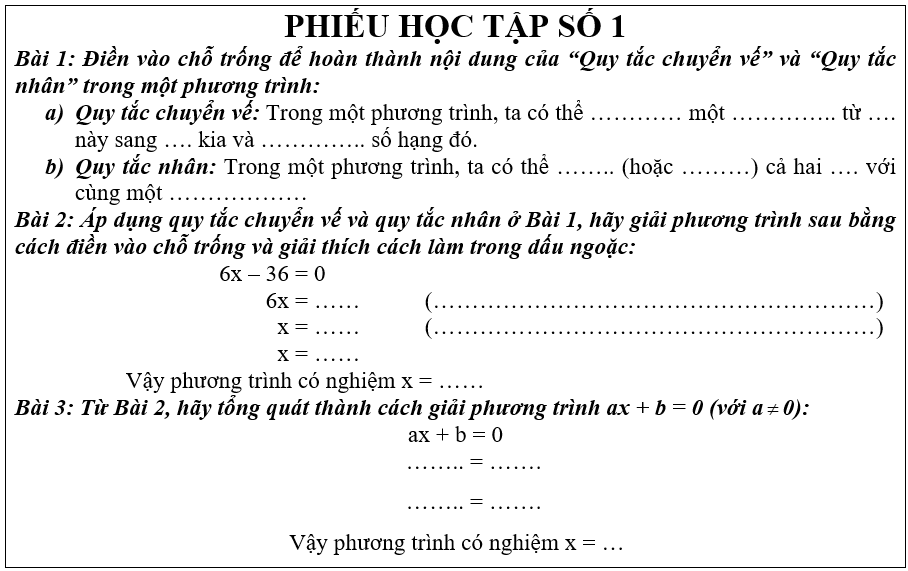 PHIẾU HỌC TẬP SỐ 1
Bài 1: Điền vào chỗ trống để hoàn thành nội dung của “Quy tắc chuyển vế” và “Quy tắc
nhân” trong một phương trình:
a) Quy tắc chuyển vế: Trong một phương trình, ta có thể ………… một ………….. từ ….
này sang …. kia và ………….. số hạng đó.
b) Quy tắc nhân: Trong một phương trình, ta có thể …….. (hoặc ………) cả hai …. với
cùng một ………………
Bài 2: Áp dụng quy tắc chuyển vế và quy tắc nhân ở Bài 1, hãy giải phương trình sau bằng
cách điền vào chỗ trống và giải thích cách làm trong dấu ngoặc:
6x – 36 = 0
6x = …… (…………………………………………………)
x = …… (…………………………………………………)
x = ……
Vậy phương trình có nghiệm x = ……
Bài 3: Từ Bài 2, hãy tổng quát thành cách giải phương trình ax + b = 0 (với a ≠ 0):
ax + b = 0
…….. = …….
…….. = …….
Vậy phương trình có nghiệm x = …